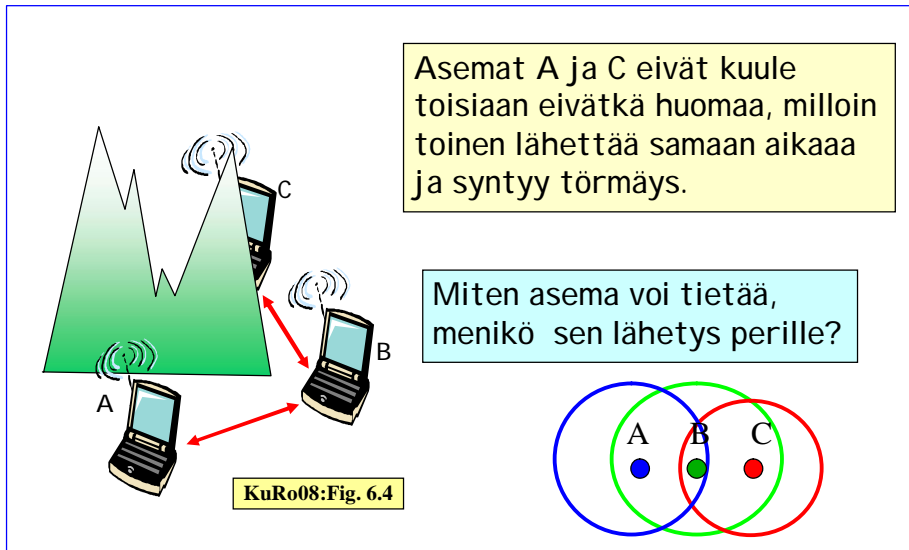 Asemat A ja C eivät kuule
toisiaan eivätkä huomaa, milloin
toinen lähettää samaan aikaaa
ja syntyy törmäys.
C
B
A
Miten asema voi tietää,
menikö sen lähetys perille?
A B C
KuRo08:Fig. 6.4